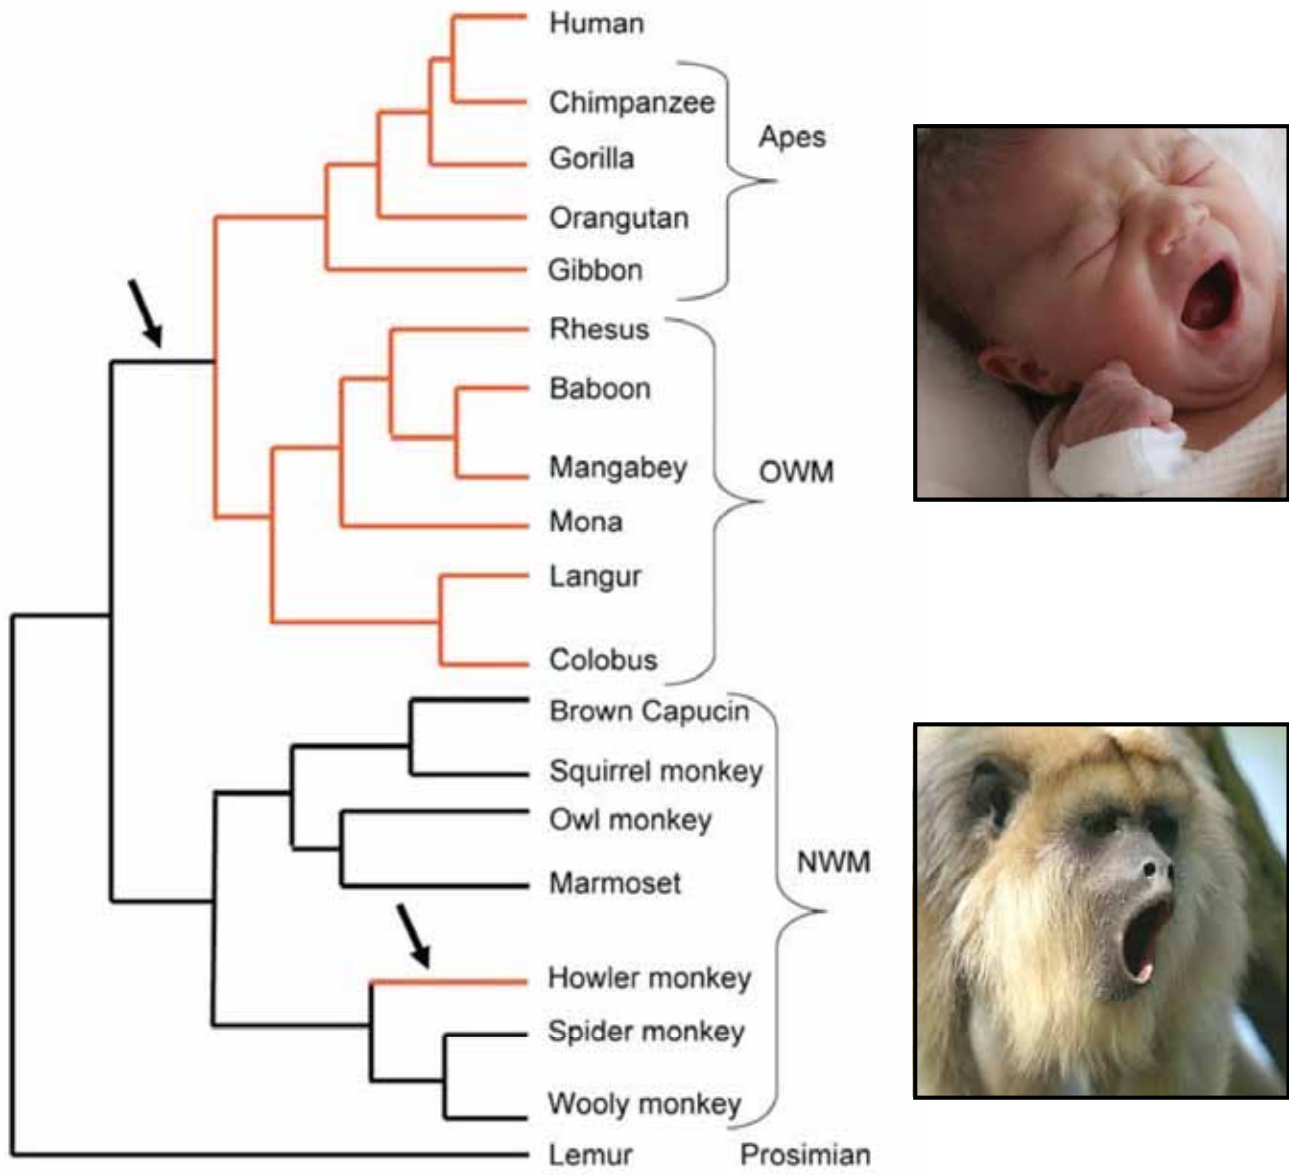 Human
Chimpanzee
Apes
Gorilla
Orangutan
Gibbon
Rhesus
Baboon
Mangabey
OWM
Mona
Langur
Colobus
Brown Capucin
Squirrel monkey
Owl monkey
NWM
Marmoset
Howler monkey
Spider monkey
Wooly monkey
Lemur Prosimian